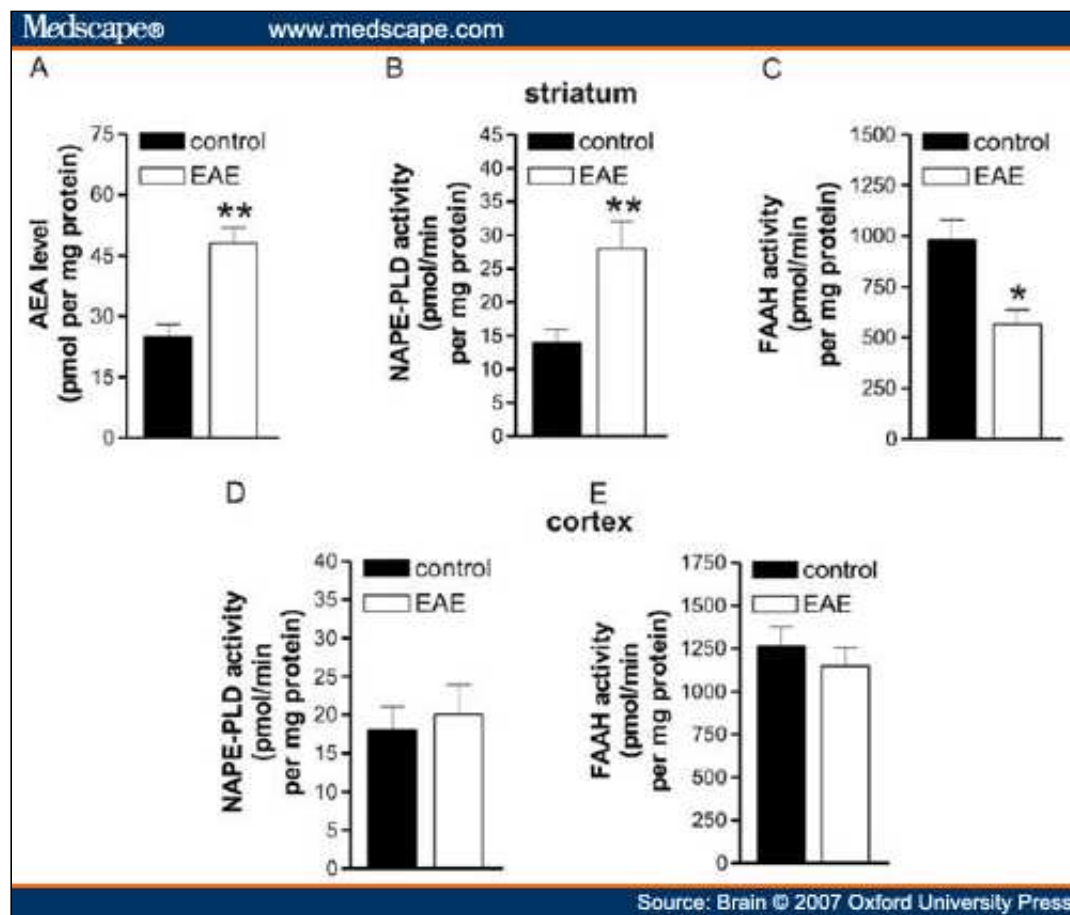 Medscape® www.medscape.com
A
B
C
striatum
AEA level
(pmol per mg protein)
75
60
45
30
15
0
control
EAE
**
NAPE-PLD activity
(pmol/min
per mg protein)
45
40
35
30
25
20
15
10
5
0
control
EAE
**
FAAH activity
(pmol/min
per mg protein)
1500
1250
1000
750
500
250
0
control
EAE
*
D
E
cortex
NAPE-PLD activity
(pmol/min
per mg protein)
40
35
30
25
20
15
10
5
0
control
EAE
FAAH activity
(pmol/min
per mg protein)
1750
1500
1250
1000
750
500
250
0
control
EAE
Source: Brain © 2007 Oxford University Press